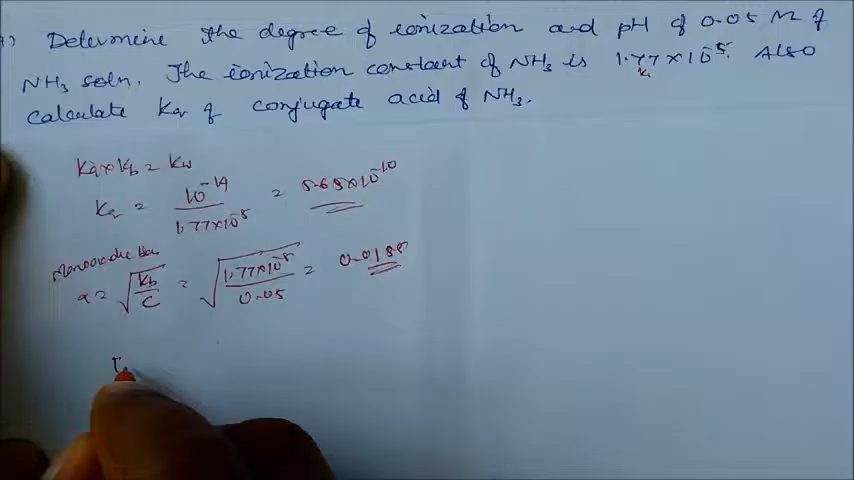 Determine the degree of ionization and pH of 0.05 M of
NH3 soln. The ionization constant of NH3 is 1.77×10⁻⁵. Also
Kb
calculate Ka of conjugate acid of NH3.
Ka×Kb = Kw
Ka = 10⁻¹⁴ / 1.77×10⁻⁵ = 5.65×10⁻¹⁰
Monoacidic Base
α = √(Kb/C) = √(1.77×10⁻⁵/0.05) = 0.0188